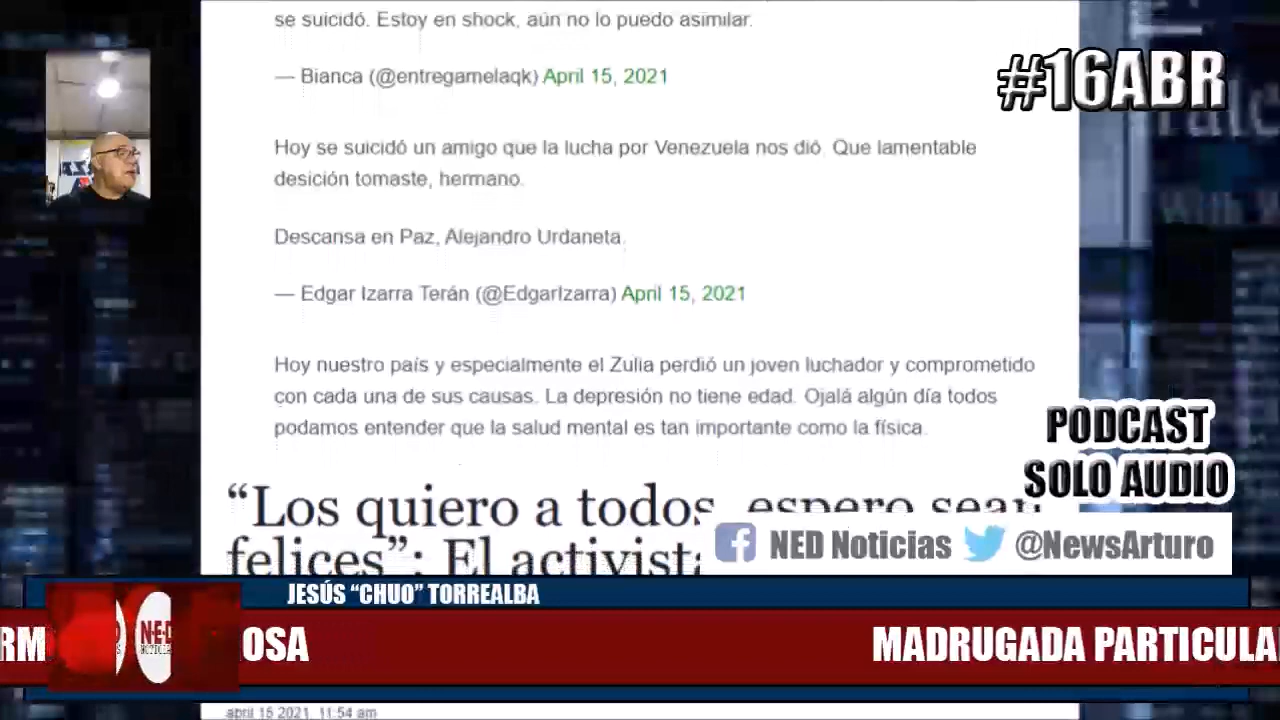 se suicidó. Estoy en shock, aún no lo puedo asimilar.
— Bianca (@entregamelaqk) April 15, 2021
#16ABR
Hoy se suicidó un amigo que la lucha por Venezuela nos dió. Que lamentable
desición tomaste, hermano.
Descansa en Paz, Alejandro Urdaneta.
— Edgar Izarra Terán (@EdgarIzarra) April 15, 2021
Hoy nuestro país y especialmente el Zulia perdió un joven luchador y comprometido
con cada una de sus causas. La depresión no tiene edad. Ojalá algún día todos
podamos entender que la salud mental es tan importante como la física.
PODCAST
SOLO AUDIO
“Los quiero a todos, espero sean
felices”: El activista
NED Noticias @NewsArturo
JESÚS “CHUO” TORREALBA
RM
N·E·D
OSA
MADRUGADA PARTICULA
abril 15 2021, 11:54 am